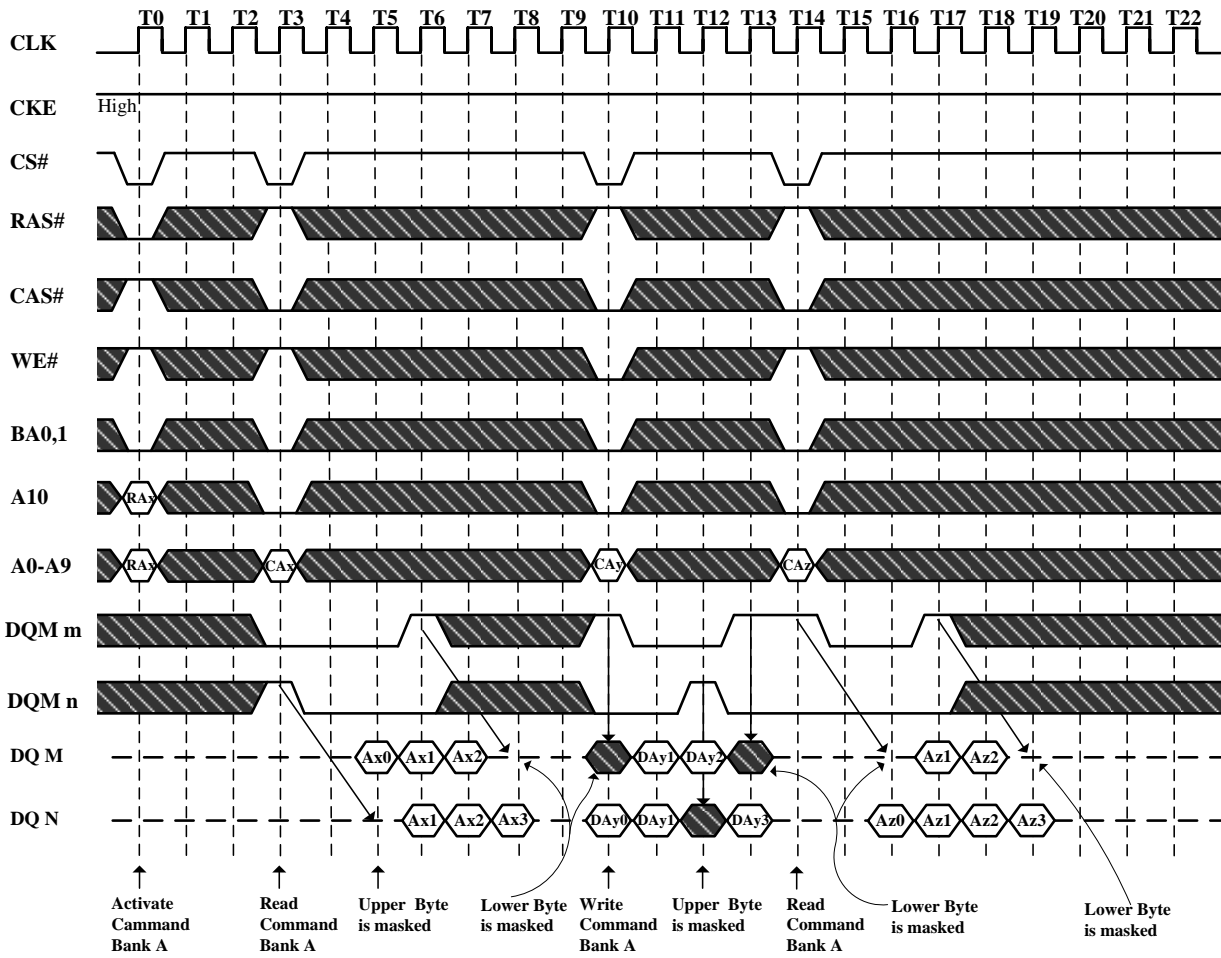 T0 T1 T2 T3 T4 T5 T6 T7 T8 T9 T10 T11 T12 T13 T14 T15 T16 T17 T18 T19 T20 T21 T22
CLK
CKE High
CS#
RAS#
CAS#
WE#
BA0,1
A10 RAx
A0-A9 RAx CAx CAy CAz
DQM m
DQM n
DQ M Ax0 Ax1 Ax2 DAy1 DAy2 Az1 Az2
DQ N Ax1 Ax2 Ax3 DAy0 DAy1 DAy3 Az0 Az1 Az2 Az3
Activate
Cammand
Bank A
Read
Command
Bank A
Upper Byte
is masked
Lower Byte
is masked
Write
Command
Bank A
Upper Byte
is masked
Read
Command
Bank A
Lower Byte
is masked
Lower Byte
is masked